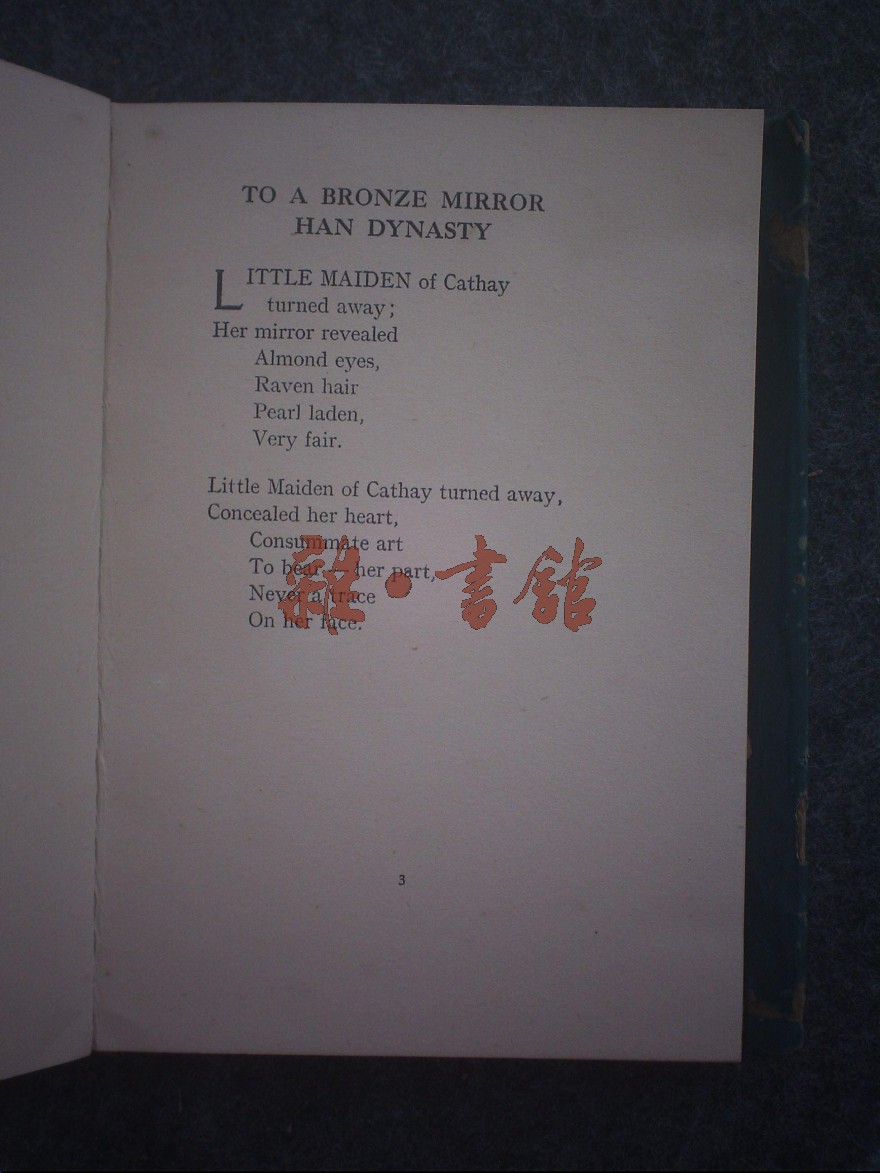 TO A BRONZE MIRROR
HAN DYNASTY
LITTLE MAIDEN of Cathay
turned away;
Her mirror revealed
Almond eyes,
Raven hair
Pearl laden,
Very fair.
Little Maiden of Cathay turned away,
Concealed her heart,
Consummate art
To bear — her part,
Never a trace
On her face.
雜·書館
3